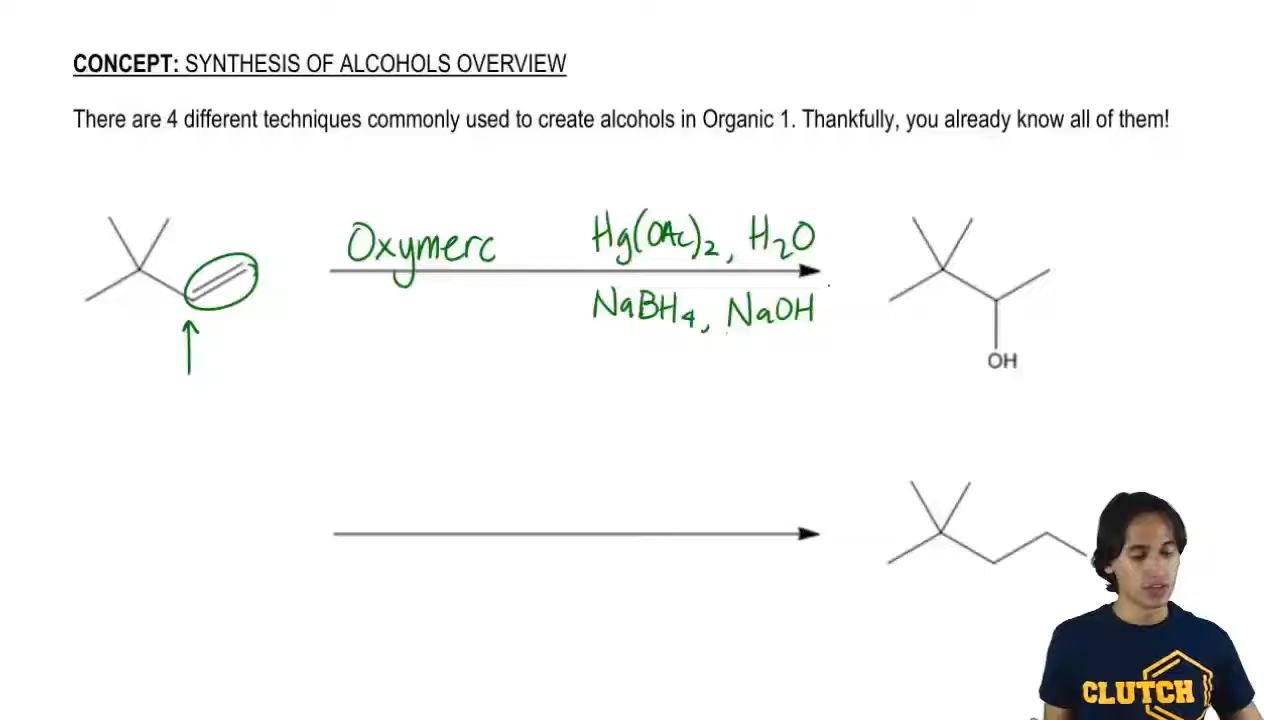 CONCEPT: SYNTHESIS OF ALCOHOLS OVERVIEW
There are 4 different techniques commonly used to create alcohols in Organic 1. Thankfully, you already know all of them!
Oxymerc Hg(OAc)2, H2O
NaBH4, NaOH
OH
CLUTCH